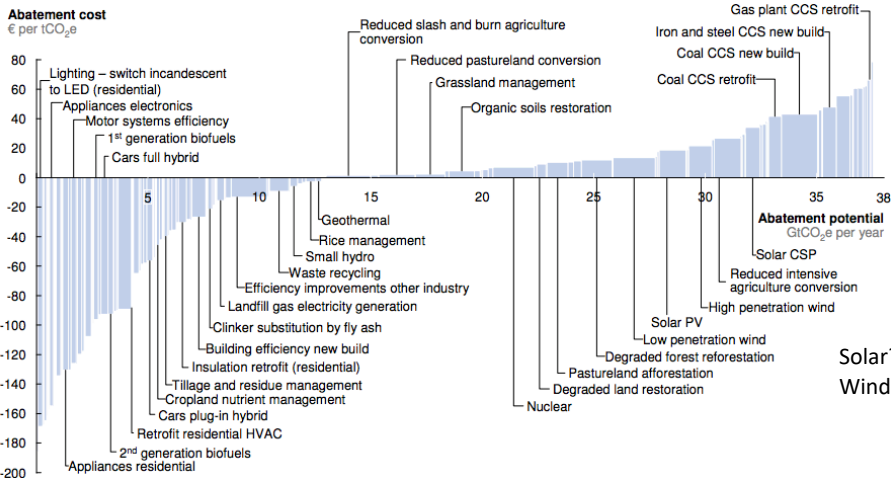 Abatement cost
€ per tCO₂e
Gas plant CCS retrofit
Reduced slash and burn agriculture
conversion
Iron and steel CCS new build
Coal CCS new build
Reduced pastureland conversion
Coal CCS retrofit
Grassland management
Organic soils restoration
Lighting – switch incandescent
to LED (residential)
Appliances electronics
Motor systems efficiency
1st generation biofuels
Cars full hybrid
80
60
40
20
0
-20
-40
-60
-80
-100
-120
-140
-160
-180
-200
5
10
15
20
25
30
35
38
Abatement potential
GtCO₂e per year
Geothermal
Rice management
Small hydro
Waste recycling
Efficiency improvements other industry
Landfill gas electricity generation
Clinker substitution by fly ash
Building efficiency new build
Insulation retrofit (residential)
Tillage and residue management
Cropland nutrient management
Cars plug-in hybrid
Retrofit residential HVAC
2nd generation biofuels
Appliances residential
Solar CSP
Reduced intensive
agriculture conversion
High penetration wind
Solar PV
Low penetration wind
Degraded forest reforestation
Pastureland afforestation
Degraded land restoration
Nuclear
Solar
Wind